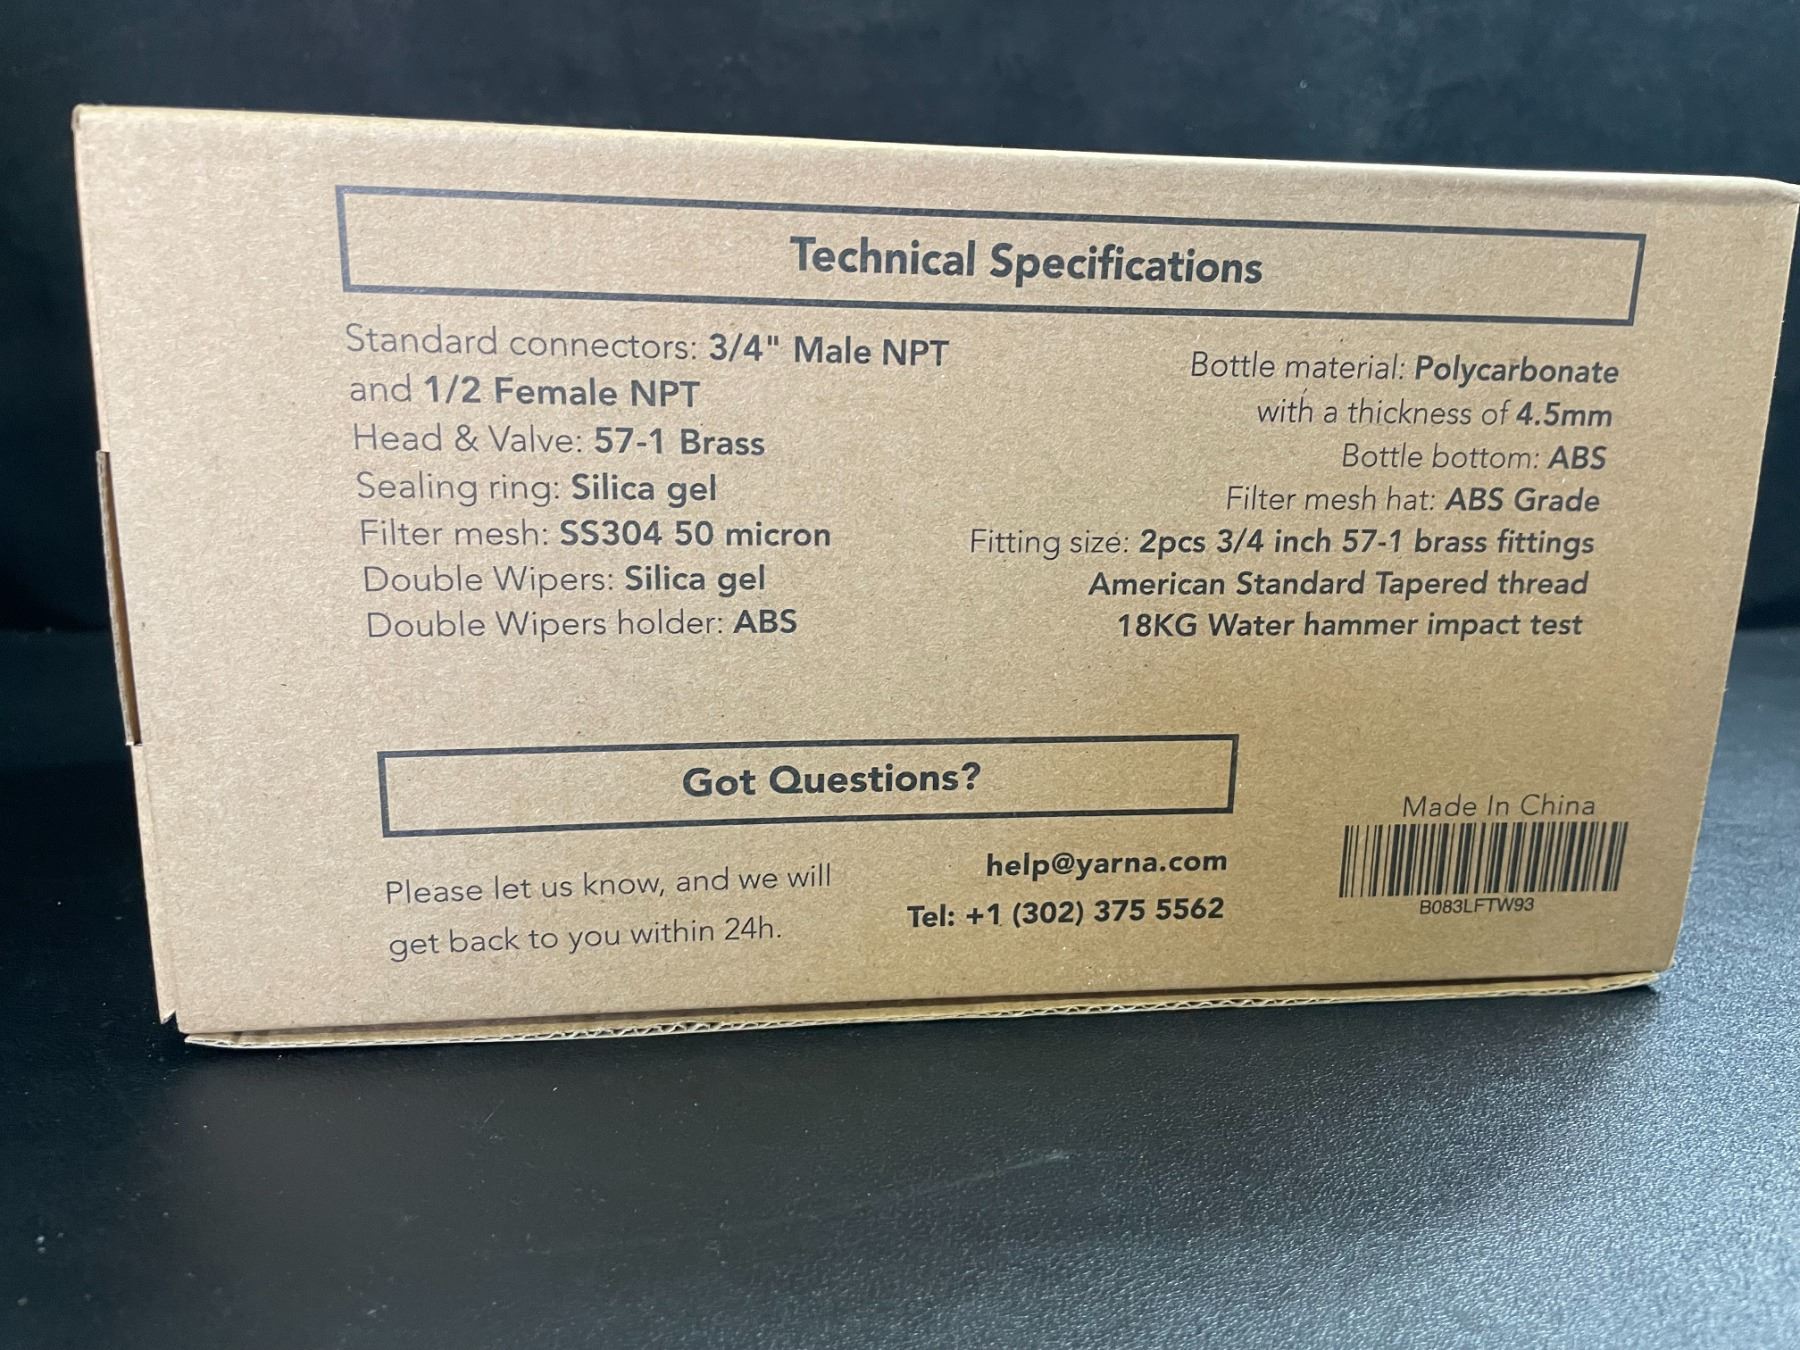 Technical Specifications
Standard connectors: 3/4" Male NPT
and 1/2 Female NPT
Head & Valve: 57-1 Brass
Sealing ring: Silica gel
Filter mesh: SS304 50 micron
Double Wipers: Silica gel
Double Wipers holder: ABS
Bottle material: Polycarbonate
with a thickness of 4.5mm
Bottle bottom: ABS
Filter mesh hat: ABS Grade
Fitting size: 2pcs 3/4 inch 57-1 brass fittings
American Standard Tapered thread
18KG Water hammer impact test
Got Questions?
Please let us know, and we will
get back to you within 24h.
help@yarna.com
Tel: +1 (302) 375 5562
Made In China
B083LFTW93